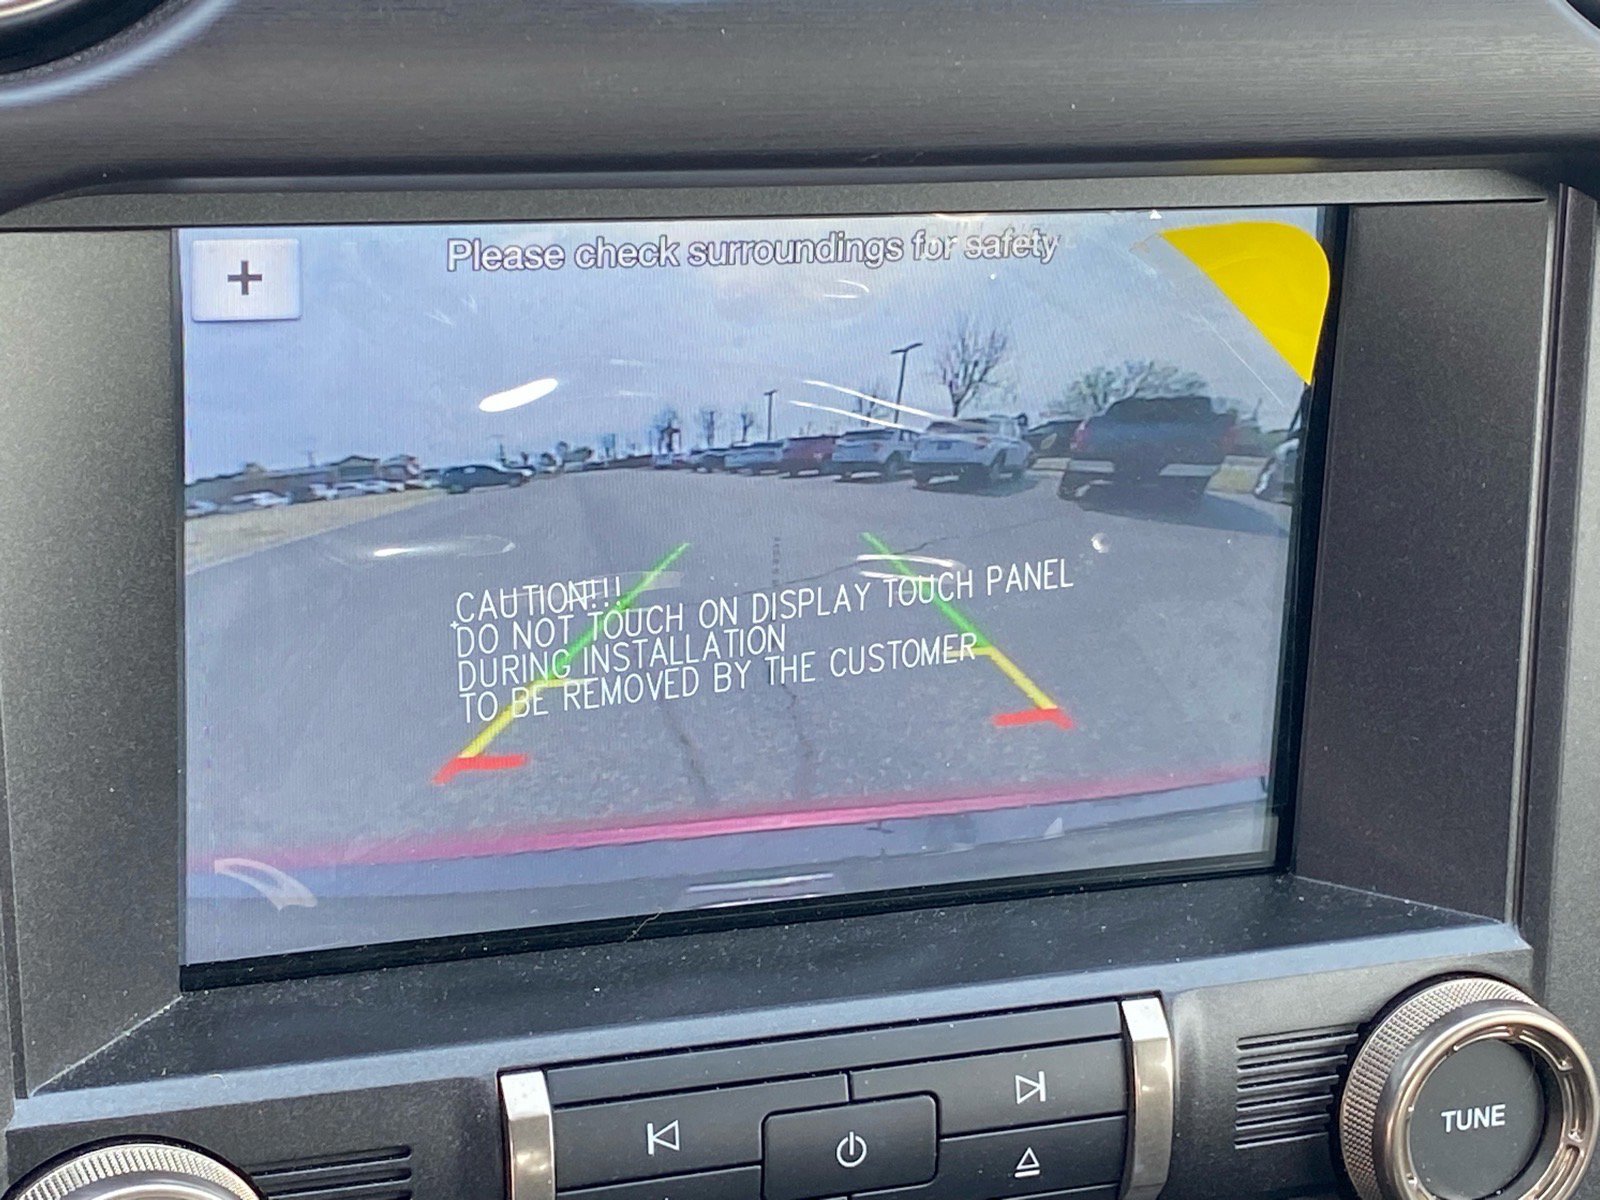 +
Please check surroundings for safety
CAUTION!!!
DO NOT TOUCH ON DISPLAY TOUCH PANEL
DURING INSTALLATION
TO BE REMOVED BY THE CUSTOMER
TUNE